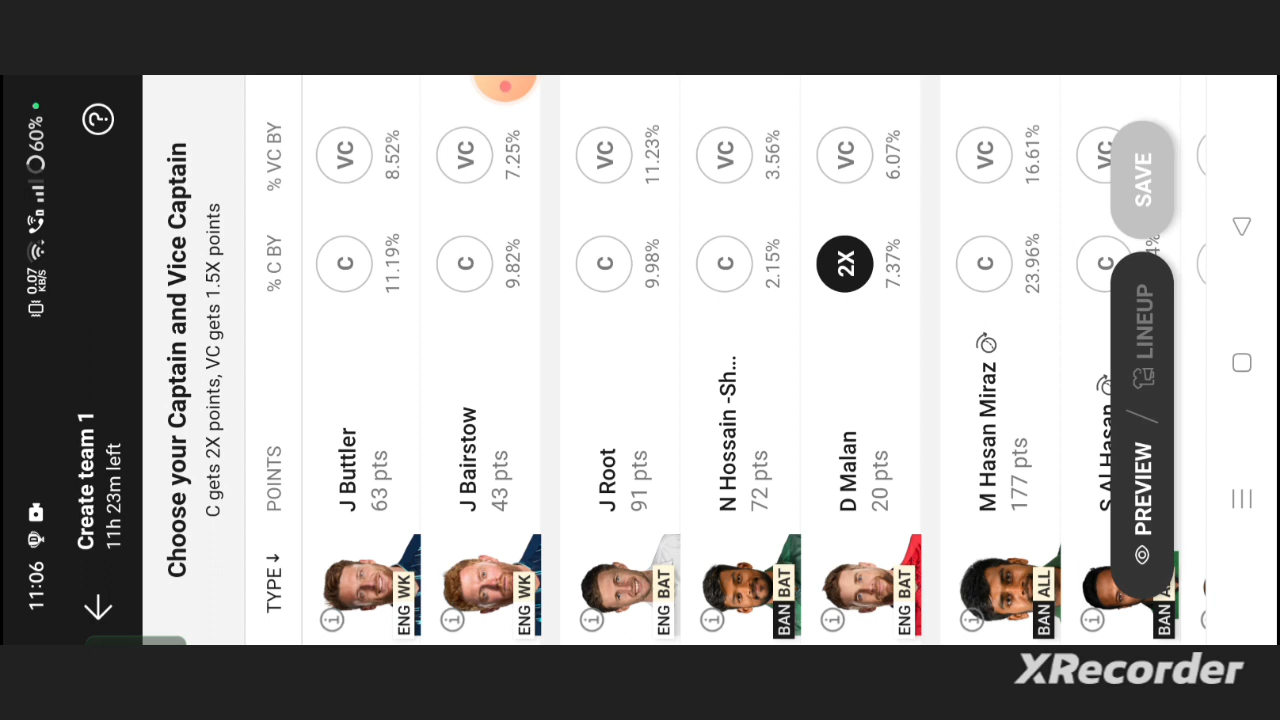 11:06
0.07 KB/S
60%
Create team 1
11h 23m left
Choose your Captain and Vice Captain
C gets 2X points, VC gets 1.5X points
TYPE ↓ POINTS % C BY % VC BY
ENG WK
J Buttler
63 pts
C
11.19%
VC
8.52%
ENG WK
J Bairstow
43 pts
C
9.82%
VC
7.25%
ENG BAT
J Root
91 pts
C
9.98%
VC
11.23%
BAN BAT
N Hossain -Sh...
72 pts
C
2.15%
VC
3.56%
ENG BAT
D Malan
20 pts
2X
7.37%
VC
6.07%
BAN ALL
M Hasan Miraz
177 pts
C
23.96%
VC
16.61%
BAN
S Al Hasan
C
VC
PREVIEW / LINEUP
SAVE
XRecorder